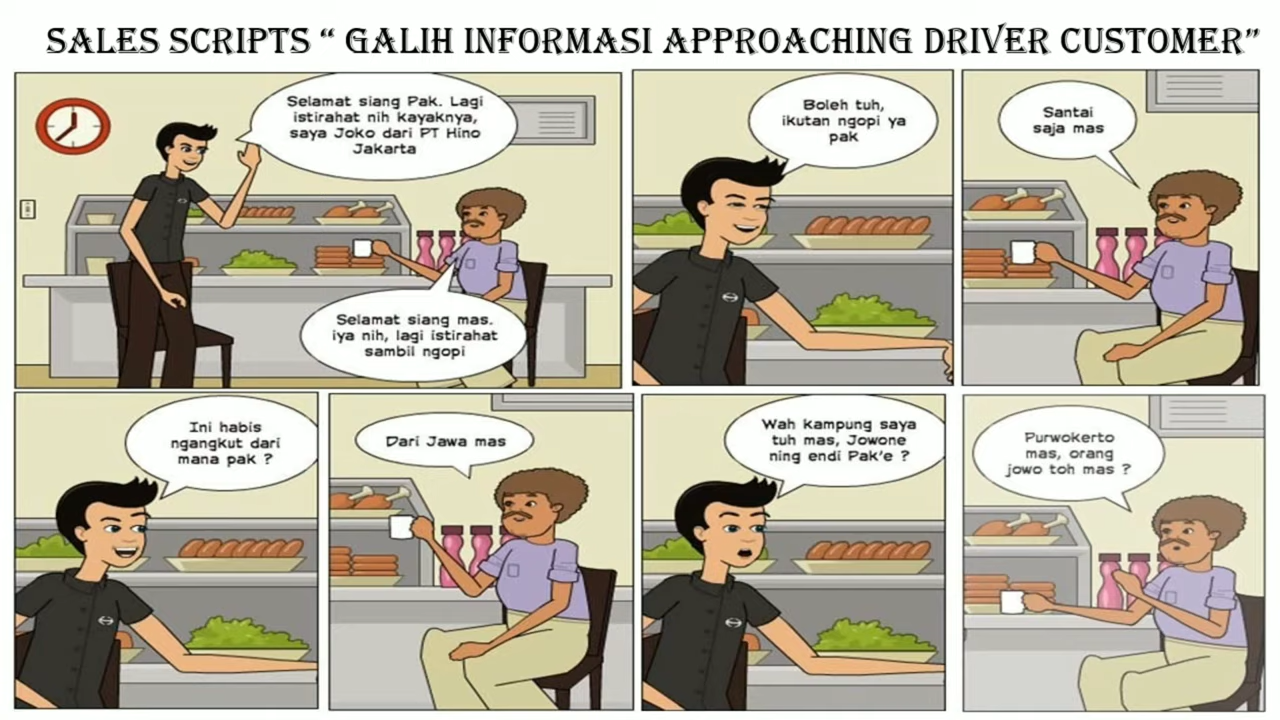 SALES SCRIPTS “ GALIH INFORMASI APPROACHING DRIVER CUSTOMER”
Selamat siang Pak. Lagi
istirahat nih kayaknya,
saya Joko dari PT Hino
Jakarta
Selamat siang mas.
iya nih, lagi istirahat
sambil ngopi
Boleh tuh,
ikutan ngopi ya
pak
Santai
saja mas
Ini habis
ngangkut dari
mana pak ?
Dari Jawa mas
Wah kampung saya
tuh mas, Jowone
ning endi Pak'e ?
Purwokerto
mas, orang
jowo toh mas ?